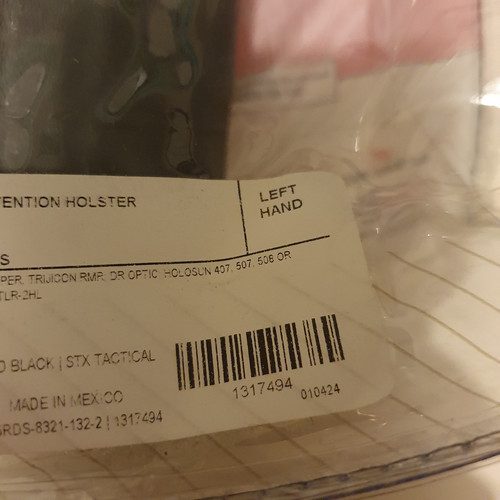 TENTION HOLSTER
LEFT
HAND
S
PER, TRIJICON RMR, DR OPTIC, HOLOSUN 407, 507, 508 OR
TLR-2HL
BLACK | STX TACTICAL
MADE IN MEXICO
RDS-8321-132-2 | 1317494
1317494
010424